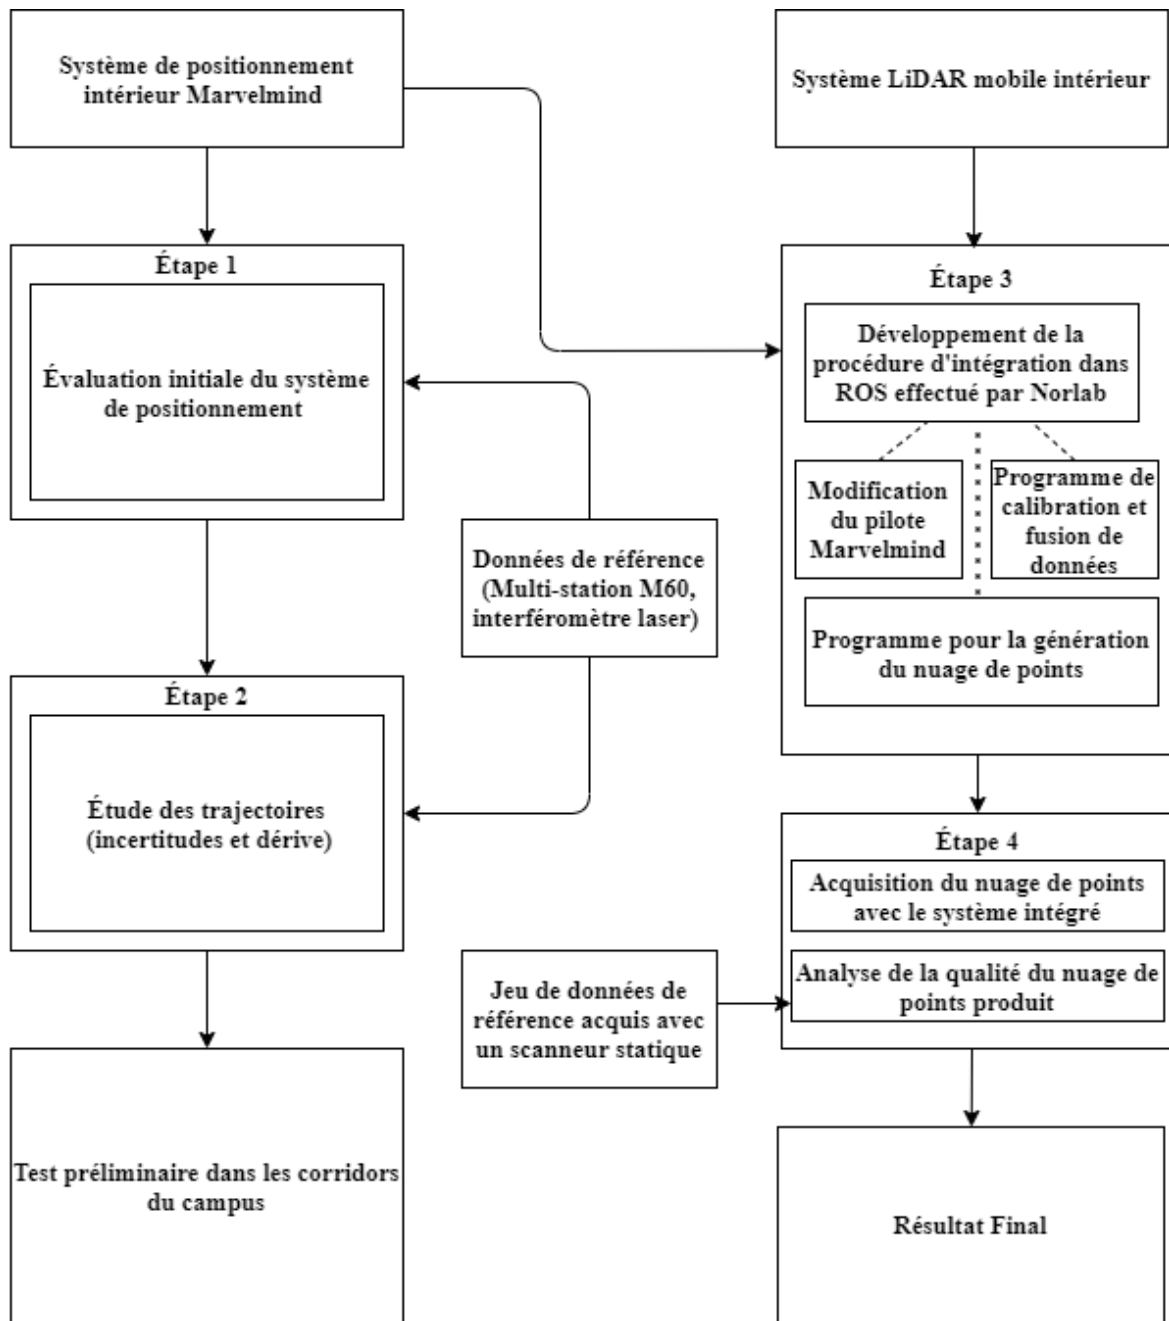 Système de positionnement
intérieur Marvelmind
Système LiDAR mobile intérieur
Étape 1
Évaluation initiale du système
de positionnement
Données de référence
(Multi-station M60,
interféromètre laser)
Étape 2
Étude des trajectoires
(incertitudes et dérive)
Test préliminaire dans les corridors
du campus
Étape 3
Développement de la
procédure d'intégration dans
ROS effectué par Norlab
Modification
du pilote
Marvelmind
Programme de
calibration et
fusion de
données
Programme pour la génération
du nuage de points
Étape 4
Acquisition du nuage de points
avec le système intégré
Analyse de la qualité du nuage de
points produit
Jeu de données de
référence acquis avec
un scanneur statique
Résultat Final